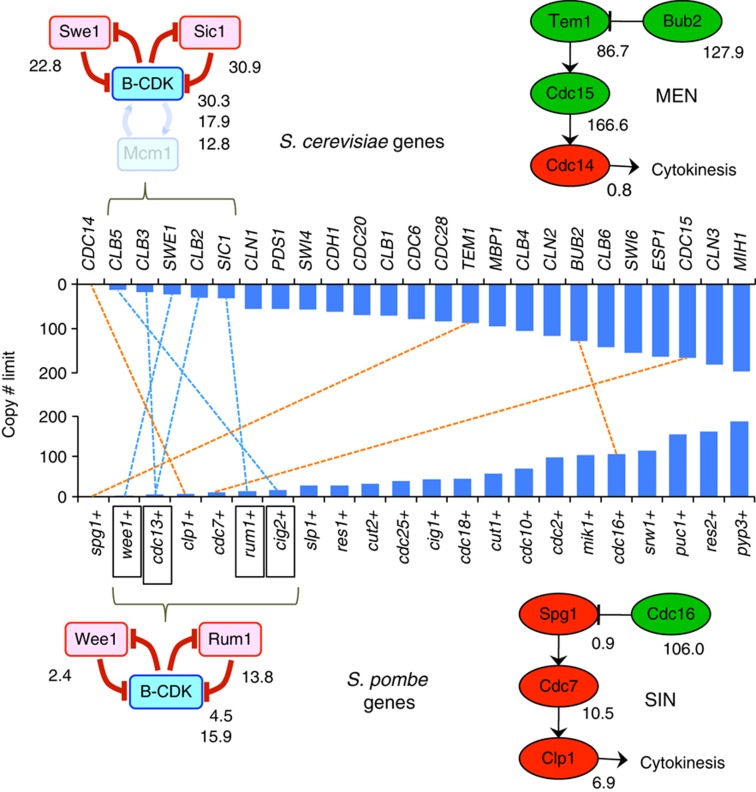 Swe1 Sic1
22.8 B-CDK 30.9
30.3
17.9
12.8
Mcm1
S. cerevisiae genes
Tem1 Bub2
86.7 127.9
Cdc15 MEN
166.6
Cdc14 Cytokinesis
0.8
CDC14 CLB5 CLB3 SWE1 CLB2 SIC1 CLN1 PDS1 SWI4 CDH1 CDC20 CLB1 CDC6 CDC28 TEM1 MBP1 CLB4 CLN2 BUB2 CLB6 SWI6 ESP1 CDC15 CLN3 MIH1
Copy # limit
0
100
200
200
100
0
spg1+ wee1+ cdc13+ clp1+ cdc7+ rum1+ cig2+ slp1+ res1+ cut2+ cdc25+ cig1+ cdc18+ cut1+ cdc10+ cdc2+ mik1+ cdc16+ srw1+ puc1+ res2+ pyp3+
Wee1 Rum1
2.4 B-CDK 13.8
4.5
15.9
S. pombe
genes
Spg1 Cdc16
0.9 106.0
Cdc7 SIN
10.5
Clp1 Cytokinesis
6.9